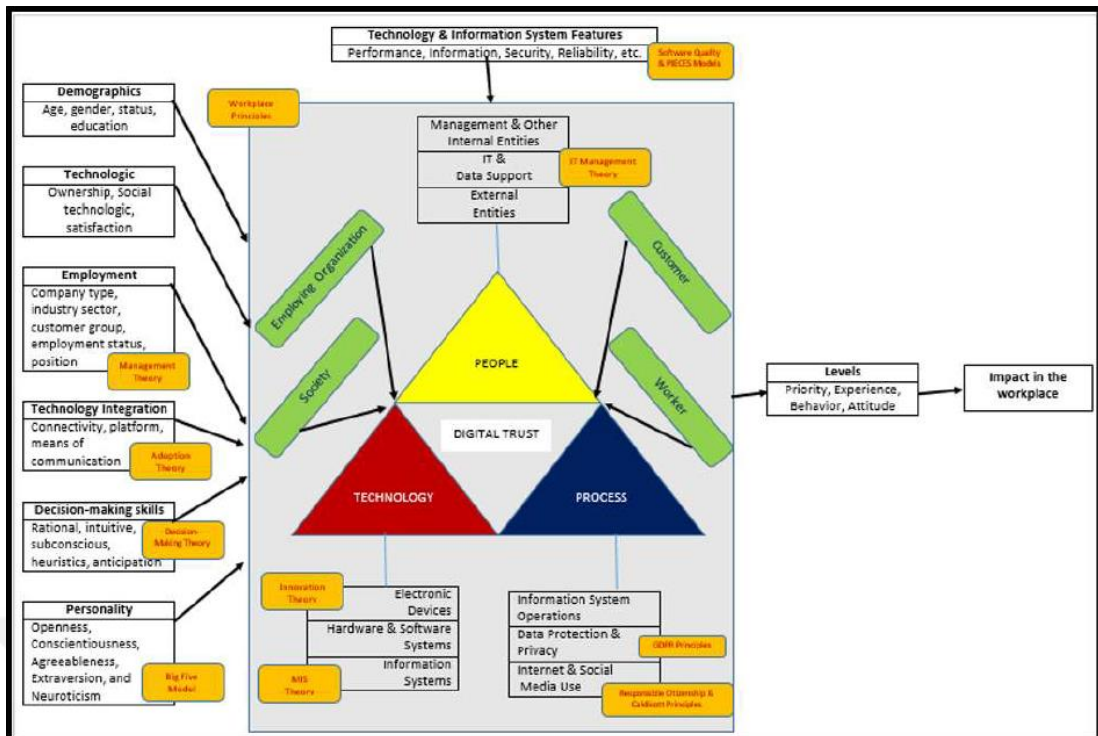 Technology & Information System Features
Performance, Information, Security, Reliability, etc.
Software Quality
& PIECES Models
Demographics
Age, gender, status,
education
Workplace
Principles
Management & Other
Internal Entities
IT &
Data Support
External
Entities
IT Management
Theory
Technologic
Ownership, Social
technologic,
satisfaction
Employing Organization
Customer
Employment
Company type,
industry sector,
customer group,
employment status,
position
Management
Theory
Society
PEOPLE
Worker
Levels
Priority, Experience,
Behavior, Attitude
Impact in the
workplace
Technology Integration
Connectivity, platform,
means of
communication
Adoption
Theory
DIGITAL TRUST
TECHNOLOGY
PROCESS
Decision-making skills
Rational, intuitive,
subconscious,
heuristics, anticipation
Decision-
Making Theory
Innovation
Theory
Electronic
Devices
Hardware & Software
Systems
Information
Systems
MIS
Theory
Information System
Operations
Data Protection &
Privacy
Internet & Social
Media Use
GDPR Principles
Responsible Citizenship &
Caldicott Principles
Personality
Openness,
Conscientiousness,
Agreeableness,
Extraversion, and
Neuroticism
Big Five
Model